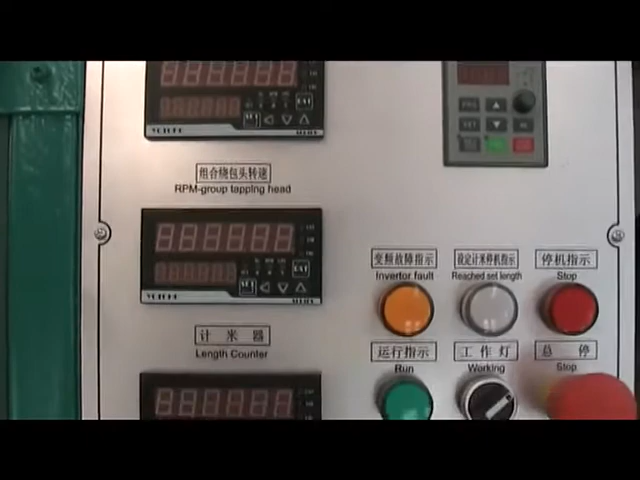 组合绕包头转速
RPM-group tapping head
计米器
Length Counter
变频故障指示
Invertor fault
设定计米停机指示
Reached set length
停机指示
Stop
运行指示
Run
工作灯
Working
总停
Stop